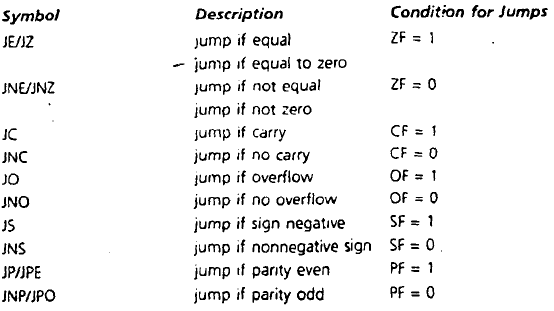 Symbol Description Condition for Jumps
JE/JZ jump if equal ZF = 1
– jump if equal to zero
JNE/JNZ jump if not equal ZF = 0
jump if not zero
JC jump if carry CF = 1
JNC jump if no carry CF = 0
JO jump if overflow OF = 1
JNO jump if no overflow OF = 0
JS jump if sign negative SF = 1
JNS jump if nonnegative sign SF = 0
JP/JPE jump if parity even PF = 1
JNP/JPO jump if parity odd PF = 0